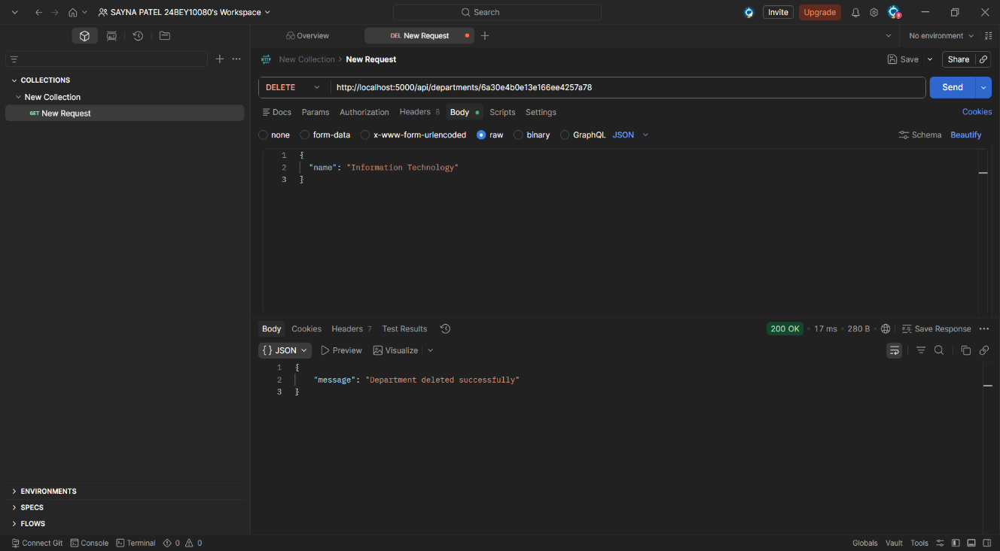 SAYNA PATEL 24BEY10080's Workspace
Search
Invite
Upgrade
Overview
DEL New Request
No environment
New Collection > New Request
Save
Share
COLLECTIONS
New Collection
GET New Request
DELETE
http://localhost:5000/api/departments/6a30e4b0e13e166ee4257a78
Send
Docs Params Authorization Headers 8 Body Scripts Settings
Cookies
none form-data x-www-form-urlencoded raw binary GraphQL JSON
Schema Beautify
1 {
2 "name": "Information Technology"
3 }
Body Cookies Headers 7 Test Results
200 OK • 17 ms • 280 B
e.g. Save Response
{} JSON Preview Visualize
1 {
2 "message": "Department deleted successfully"
3 }
ENVIRONMENTS
SPECS
FLOWS
Connect Git Console Terminal 0 0
Globals Vault Tools